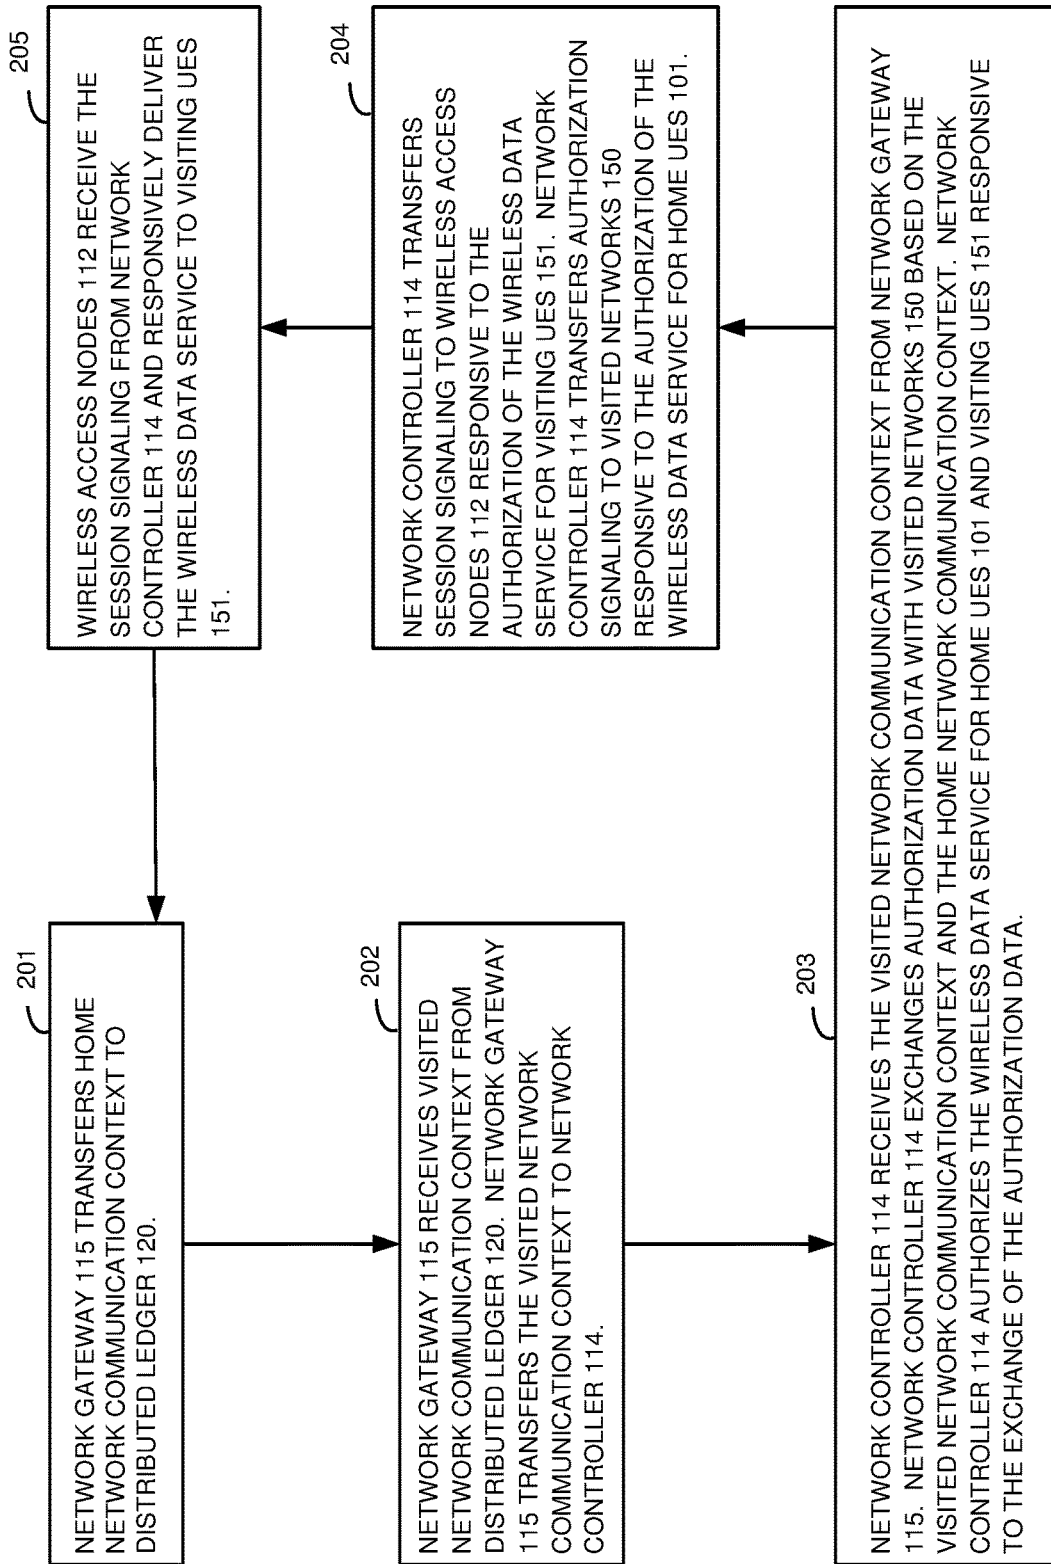 201
NETWORK GATEWAY 115 TRANSFERS HOME
NETWORK COMMUNICATION CONTEXT TO
DISTRIBUTED LEDGER 120.
202
NETWORK GATEWAY 115 RECEIVES VISITED
NETWORK COMMUNICATION CONTEXT FROM
DISTRIBUTED LEDGER 120. NETWORK GATEWAY
115 TRANSFERS THE VISITED NETWORK
COMMUNICATION CONTEXT TO NETWORK
CONTROLLER 114.
203
NETWORK CONTROLLER 114 RECEIVES THE VISITED NETWORK COMMUNICATION CONTEXT FROM NETWORK GATEWAY
115. NETWORK CONTROLLER 114 EXCHANGES AUTHORIZATION DATA WITH VISITED NETWORKS 150 BASED ON THE
VISITED NETWORK COMMUNICATION CONTEXT AND THE HOME NETWORK COMMUNICATION CONTEXT. NETWORK
CONTROLLER 114 AUTHORIZES THE WIRELESS DATA SERVICE FOR HOME UES 101 AND VISITING UES 151 RESPONSIVE
TO THE EXCHANGE OF THE AUTHORIZATION DATA.
204
NETWORK CONTROLLER 114 TRANSFERS
SESSION SIGNALING TO WIRELESS ACCESS
NODES 112 RESPONSIVE TO THE
AUTHORIZATION OF THE WIRELESS DATA
SERVICE FOR VISITING UES 151. NETWORK
CONTROLLER 114 TRANSFERS AUTHORIZATION
SIGNALING TO VISITED NETWORKS 150
RESPONSIVE TO THE AUTHORIZATION OF THE
WIRELESS DATA SERVICE FOR HOME UES 101.
205
WIRELESS ACCESS NODES 112 RECEIVE THE
SESSION SIGNALING FROM NETWORK
CONTROLLER 114 AND RESPONSIVELY DELIVER
THE WIRELESS DATA SERVICE TO VISITING UES
151.